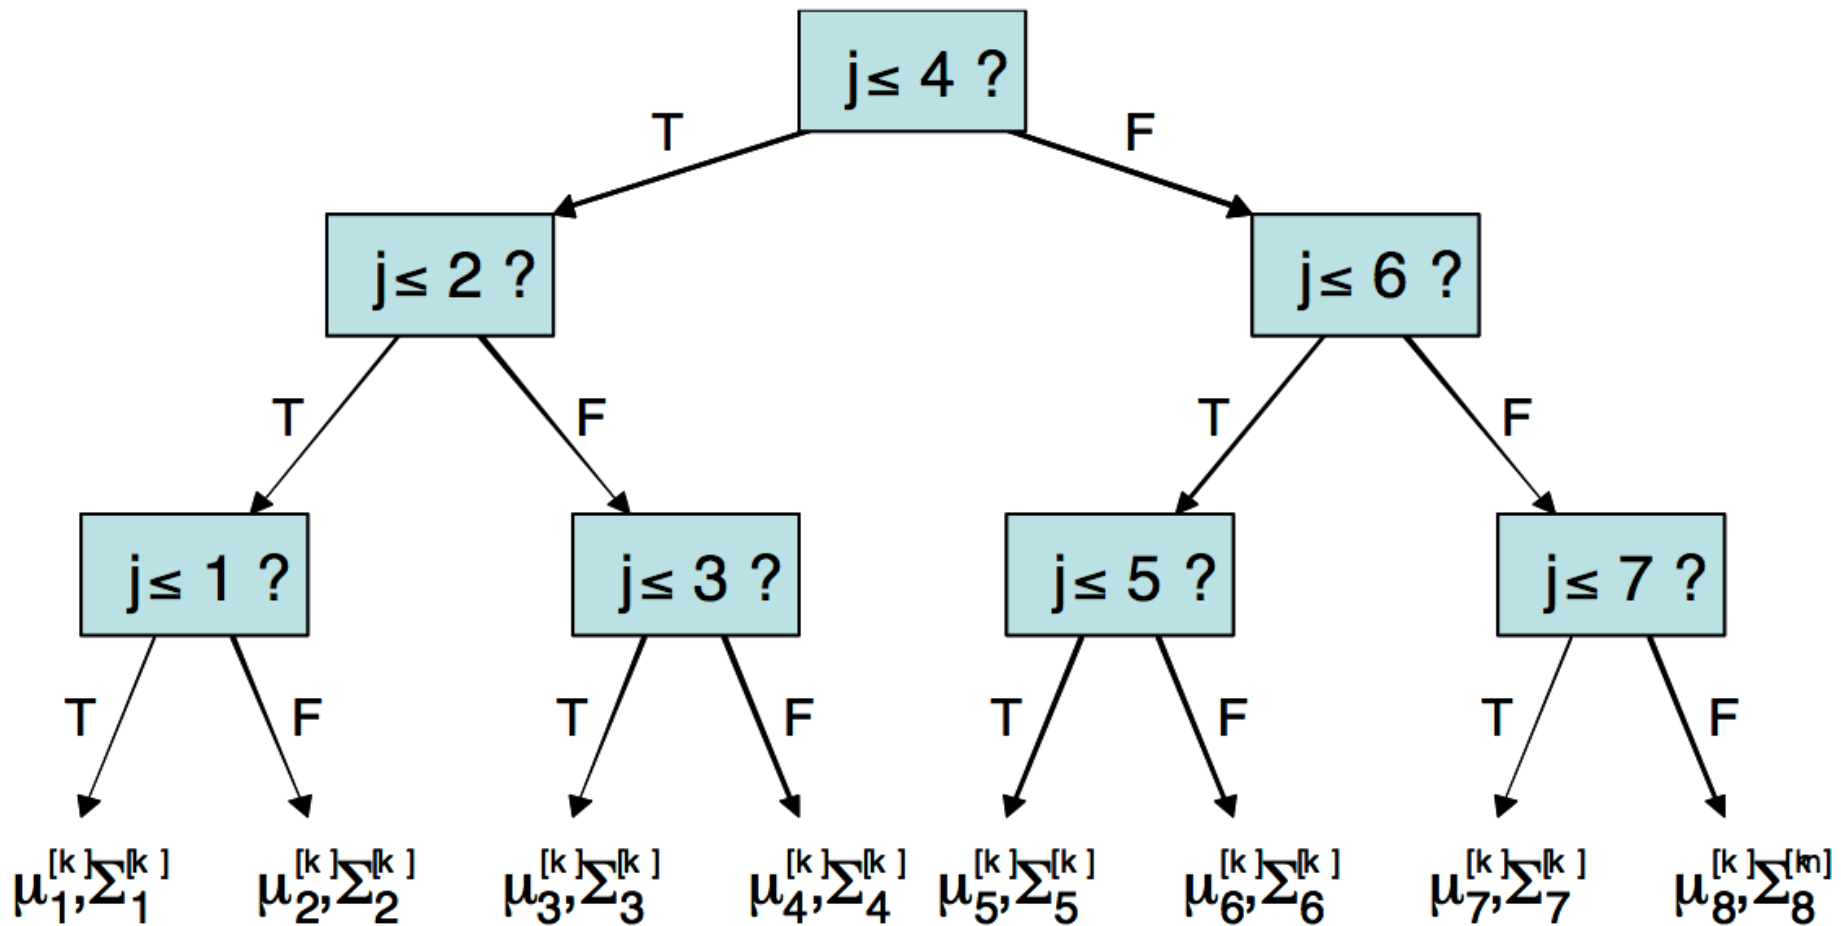 j≤ 4 ?
T F
j≤ 2 ? j≤ 6 ?
T F T F
j≤ 1 ? j≤ 3 ? j≤ 5 ? j≤ 7 ?
T F T F T F T F
μ₁[k],Σ₁[k] μ₂[k],Σ₂[k] μ₃[k],Σ₃[k] μ₄[k],Σ₄[k] μ₅[k],Σ₅[k] μ₆[k],Σ₆[k] μ₇[k],Σ₇[k] μ₈[k],Σ₈